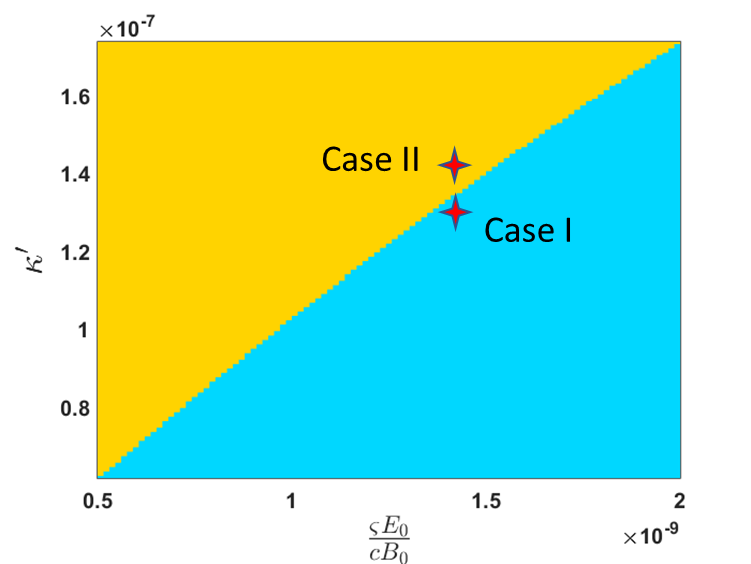 ×10⁻⁷
1.6
Case II
1.4
Case I
1.2
κ′
1
0.8
0.5 1 1.5 2
ςE₀
cB₀
×10⁻⁹